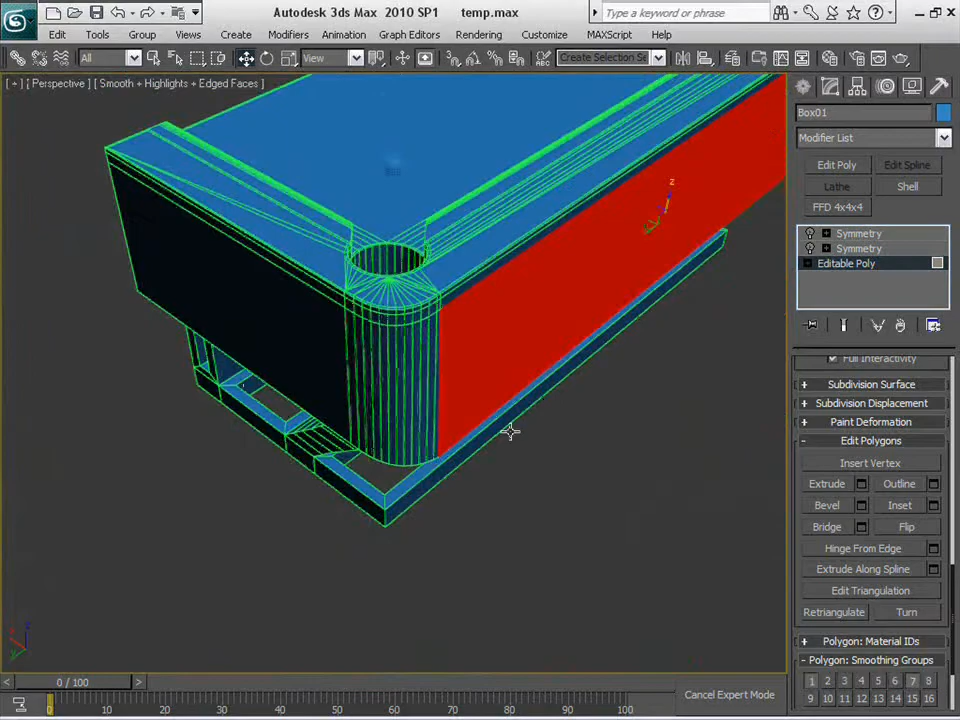 Autodesk 3ds Max 2010 SP1 temp.max
Type a keyword or phrase
Edit Tools Group Views Create Modifiers Animation Graph Editors Rendering Customize MAXScript Help
All View Create Selection Se
[ + ] [ Perspective ] [ Smooth + Highlights + Edged Faces ]
Box01
Modifier List
Edit Poly Edit Spline
Lathe Shell
FFD 4x4x4
Symmetry
Symmetry
Editable Poly
Full Interactivity
+ Subdivision Surface
+ Subdivision Displacement
+ Paint Deformation
- Edit Polygons
Insert Vertex
Extrude Outline
Bevel Inset
Bridge Flip
Hinge From Edge
Extrude Along Spline
Edit Triangulation
Retriangulate Turn
+ Polygon: Material IDs
- Polygon: Smoothing Groups
1 2 3 4 5 6 7 8
9 10 11 12 13 14 15 16
z
z
< 0 / 100 >
Cancel Expert Mode
0 10 20 30 40 50 60 70 80 90 100